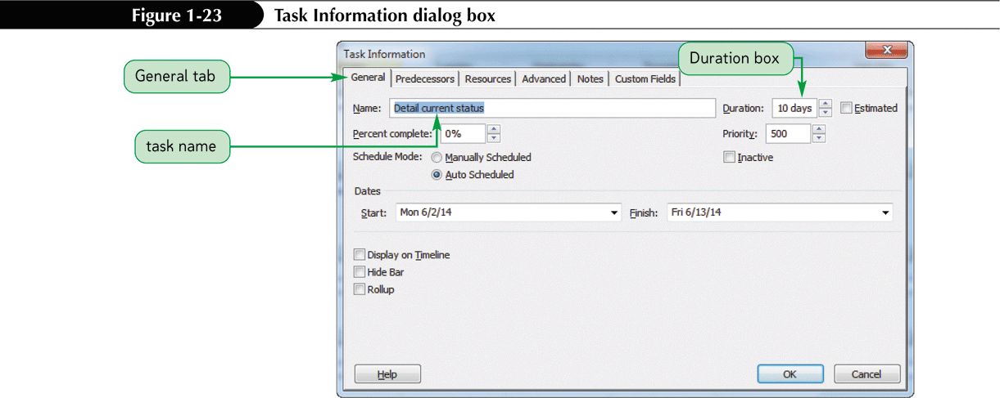 Figure 1-23 Task Information dialog box
Task Information
Duration box
General tab
General Predecessors Resources Advanced Notes Custom Fields
Name: Detail current status Duration: 10 days Estimated
task name
Percent complete: 0% Priority: 500
Schedule Mode: Manually Scheduled Inactive
Auto Scheduled
Dates
Start: Mon 6/2/14 Finish: Fri 6/13/14
Display on Timeline
Hide Bar
Rollup
Help OK Cancel